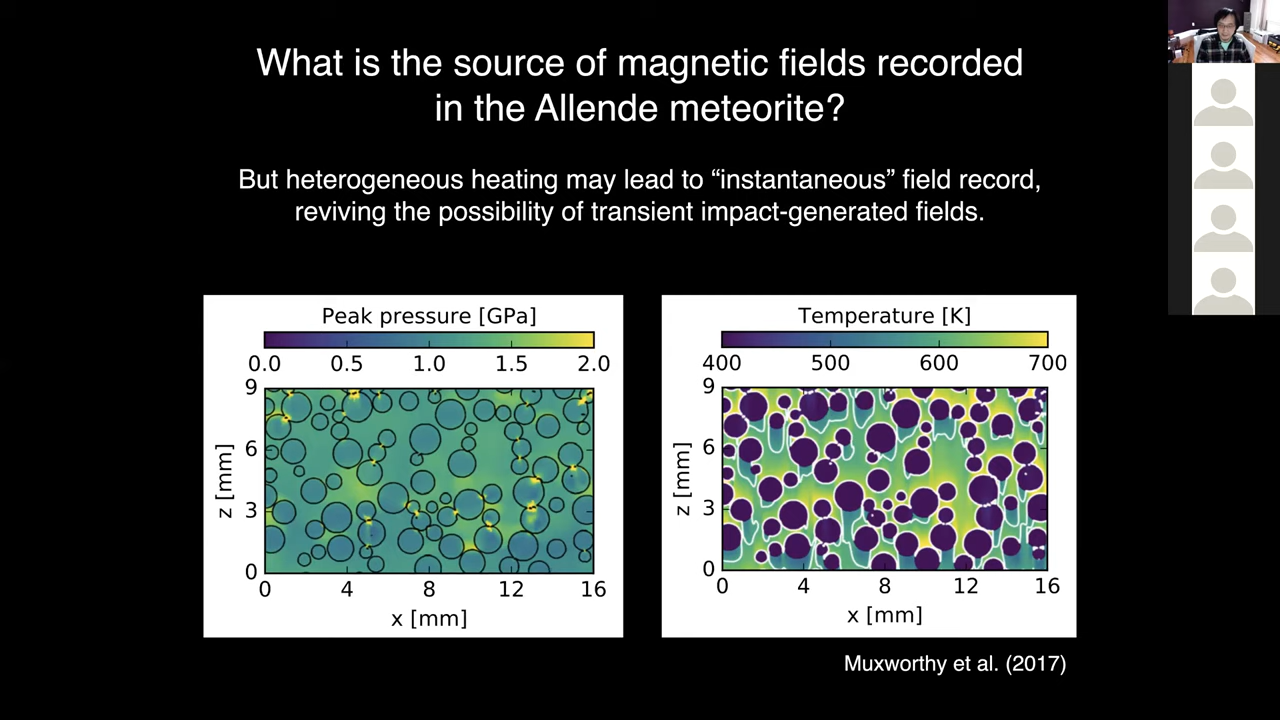 What is the source of magnetic fields recorded
in the Allende meteorite?
But heterogeneous heating may lead to “instantaneous” field record,
reviving the possibility of transient impact-generated fields.
Peak pressure [GPa]
0.0 0.5 1.0 1.5 2.0
9
6
3
0
z [mm]
0 4 8 12 16
x [mm]
Temperature [K]
400 500 600 700
9
6
3
0
z [mm]
0 4 8 12 16
x [mm]
Muxworthy et al. (2017)